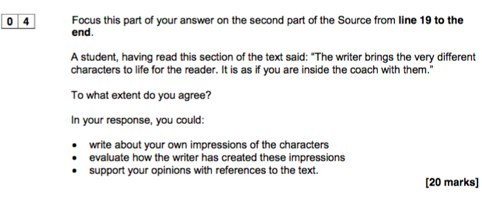 0 4 Focus this part of your answer on the second part of the Source from line 19 to the
end.
A student, having read this section of the text said: "The writer brings the very different
characters to life for the reader. It is as if you are inside the coach with them."
To what extent do you agree?
In your response, you could:
• write about your own impressions of the characters
• evaluate how the writer has created these impressions
• support your opinions with references to the text.
[20 marks]